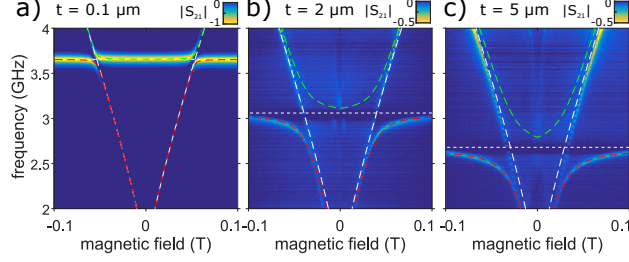 a) t = 0.1 μm |S21| 0 -1
b) t = 2 μm |S21| 0 -0.5
c) t = 5 μm |S21| 0 -0.5
frequency (GHz)
4
3.5
3
2.5
2
-0.1 0 0.1
-0.1 0 0.1
-0.1 0 0.1
magnetic field (T)
magnetic field (T)
magnetic field (T)